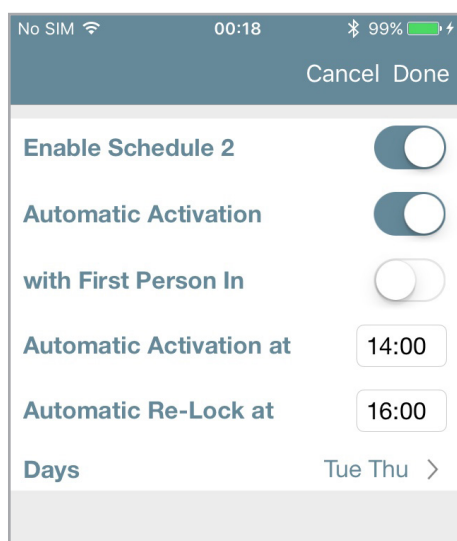 No SIM 00:18 99%
Cancel Done
Enable Schedule 2
Automatic Activation
with First Person In
Automatic Activation at 14:00
Automatic Re-Lock at 16:00
Days Tue Thu >